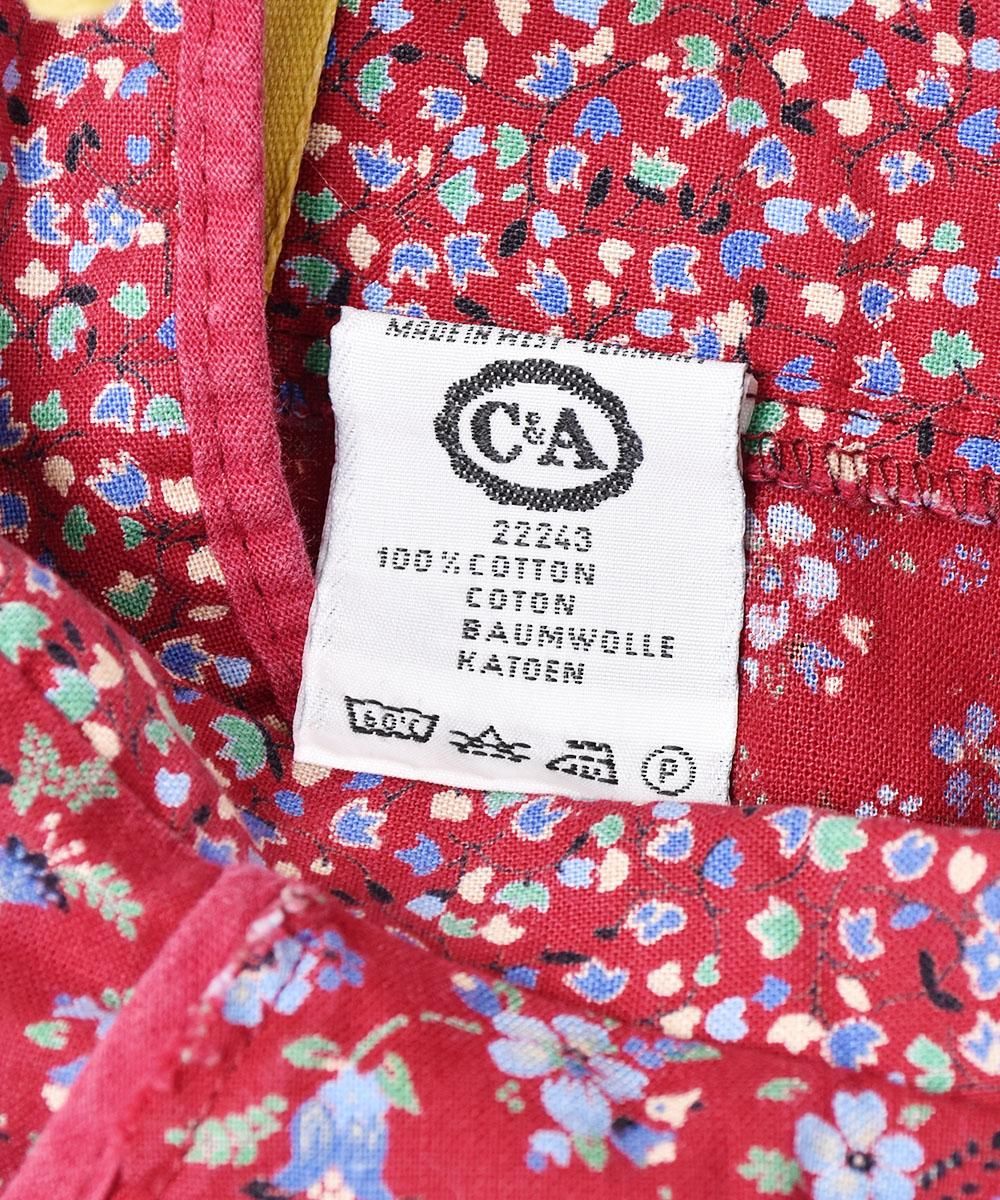 MADE IN WEST-GERMANY
C&A
22243
100% COTTON
COTON
BAUMWOLLE
KATOEN
60°C
P